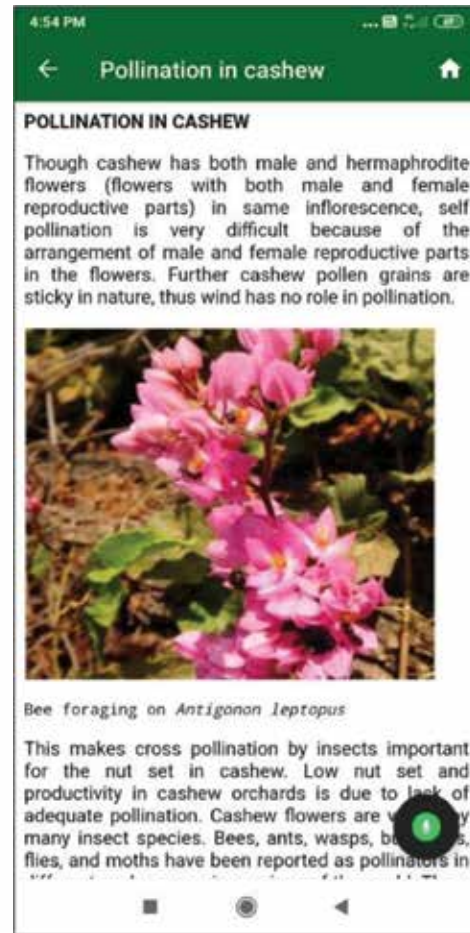 4:54 PM
Pollination in cashew
POLLINATION IN CASHEW
Though cashew has both male and hermaphrodite
flowers (flowers with both male and female
reproductive parts) in same inflorescence, self
pollination is very difficult because of the
arrangement of male and female reproductive parts
in the flowers. Further cashew pollen grains are
sticky in nature, thus wind has no role in pollination.
Bee foraging on Antigonon leptopus
This makes cross pollination by insects important
for the nut set in cashew. Low nut set and
productivity in cashew orchards is due to lack of
adequate pollination. Cashew flowers are by
many insect species. Bees, ants, wasps,
flies, and moths have been reported as pollinators in